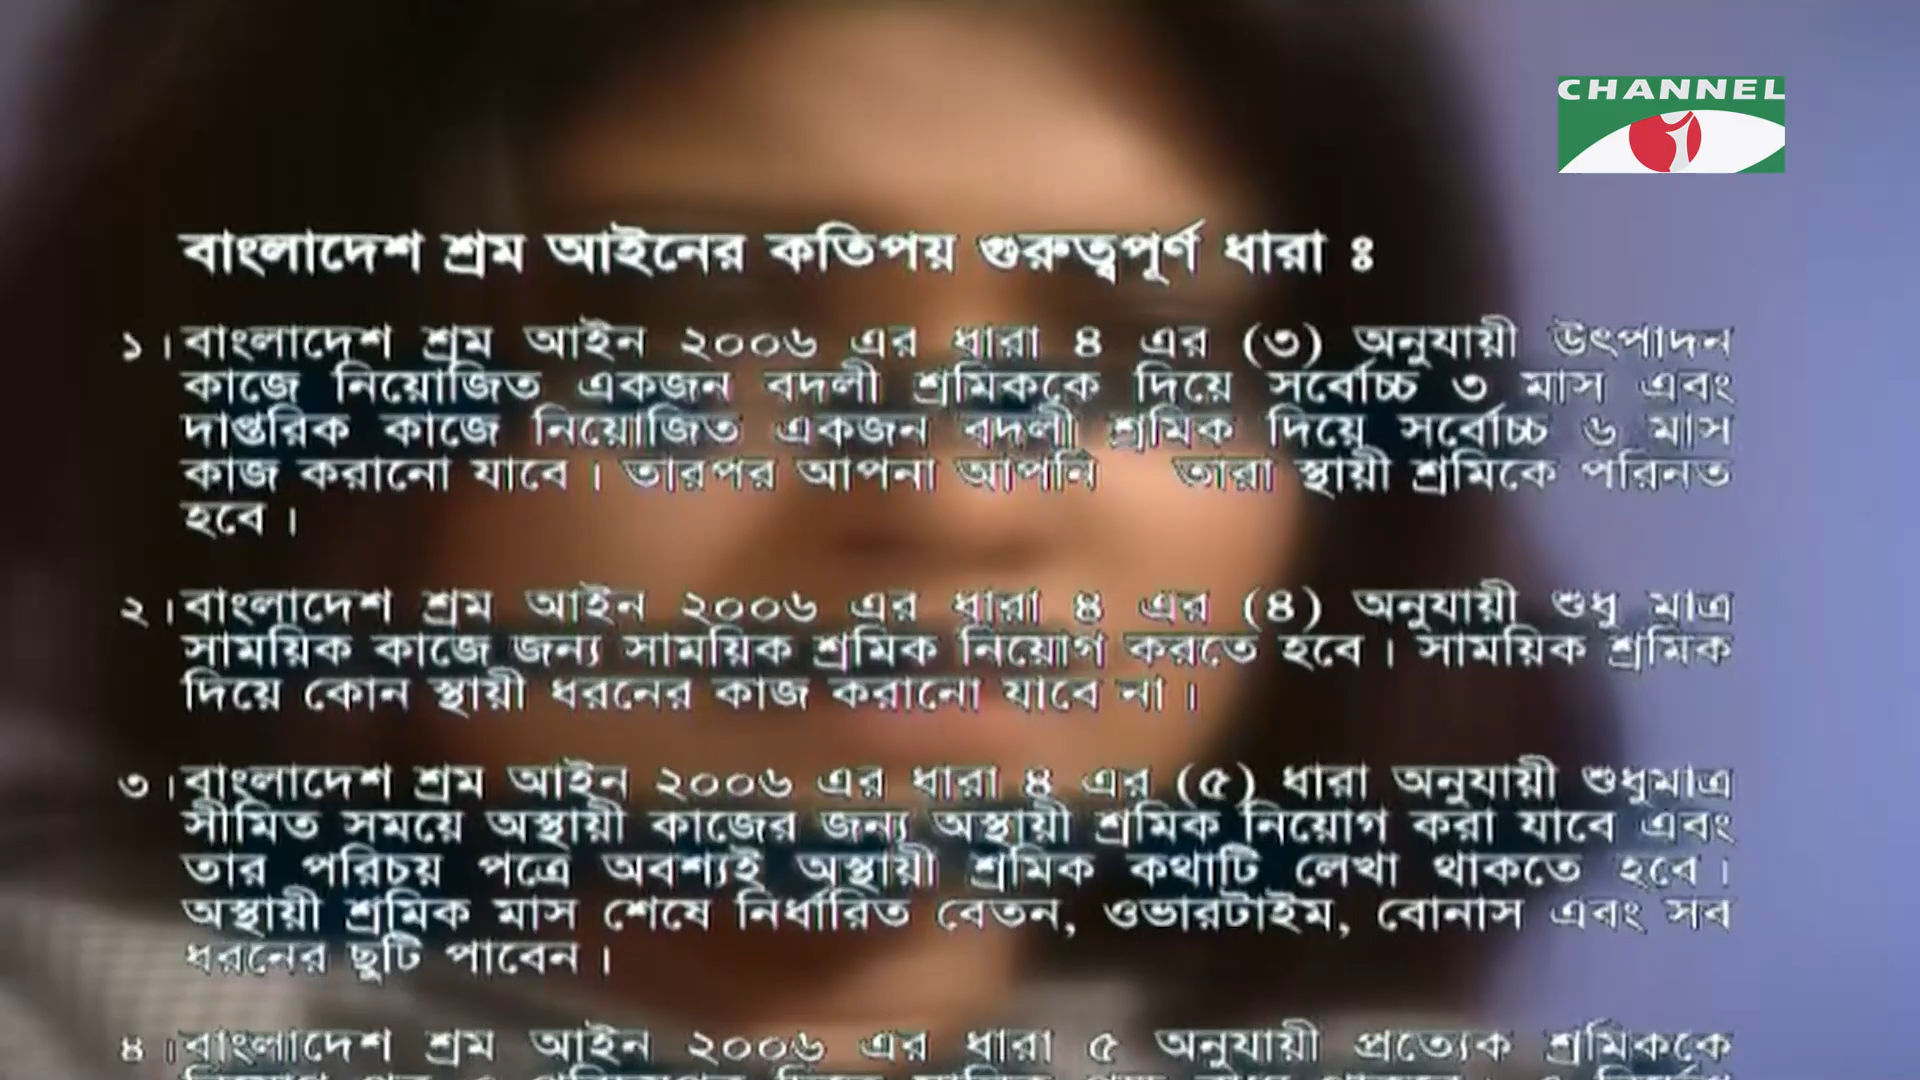 CHANNEL i
বাংলাদেশ শ্রম আইনের কতিপয় গুরুত্বপূর্ণ ধারা ঃ
১। বাংলাদেশ শ্রম আইন ২০০৬ এর ধারা ৪ এর (৩) অনুযায়ী উৎপাদন
কাজে নিয়োজিত একজন বদলী শ্রমিককে দিয়ে সর্বোচ্চ ৩ মাস এবং
দাপ্তরিক কাজে নিয়োজিত একজন বদলী শ্রমিক দিয়ে সর্বোচ্চ ৬ মাস
কাজ করানো যাবে। তারপর আপনা আপনি তারা স্থায়ী শ্রমিকে পরিনত
হবে।
২। বাংলাদেশ শ্রম আইন ২০০৬ এর ধারা ৪ এর (৪) অনুযায়ী শুধু মাত্র
সাময়িক কাজে জন্য সাময়িক শ্রমিক নিয়োগ করতে হবে। সাময়িক শ্রমিক
দিয়ে কোন স্থায়ী ধরনের কাজ করানো যাবে না।
৩। বাংলাদেশ শ্রম আইন ২০০৬ এর ধারা ৪ এর (৫) ধারা অনুযায়ী শুধুমাত্র
সীমিত সময়ে অস্থায়ী কাজের জন্য অস্থায়ী শ্রমিক নিয়োগ করা যাবে এবং
তার পরিচয় পত্রে অবশ্যই অস্থায়ী শ্রমিক কথাটি লেখা থাকতে হবে।
অস্থায়ী শ্রমিক মাস শেষে নির্ধারিত বেতন, ওভারটাইম, বোনাস এবং সব
ধরনের ছুটি পাবেন।
৪। বাংলাদেশ শ্রম আইন ২০০৬ এর ধারা ৫ অনুযায়ী প্রত্যেক শ্রমিককে